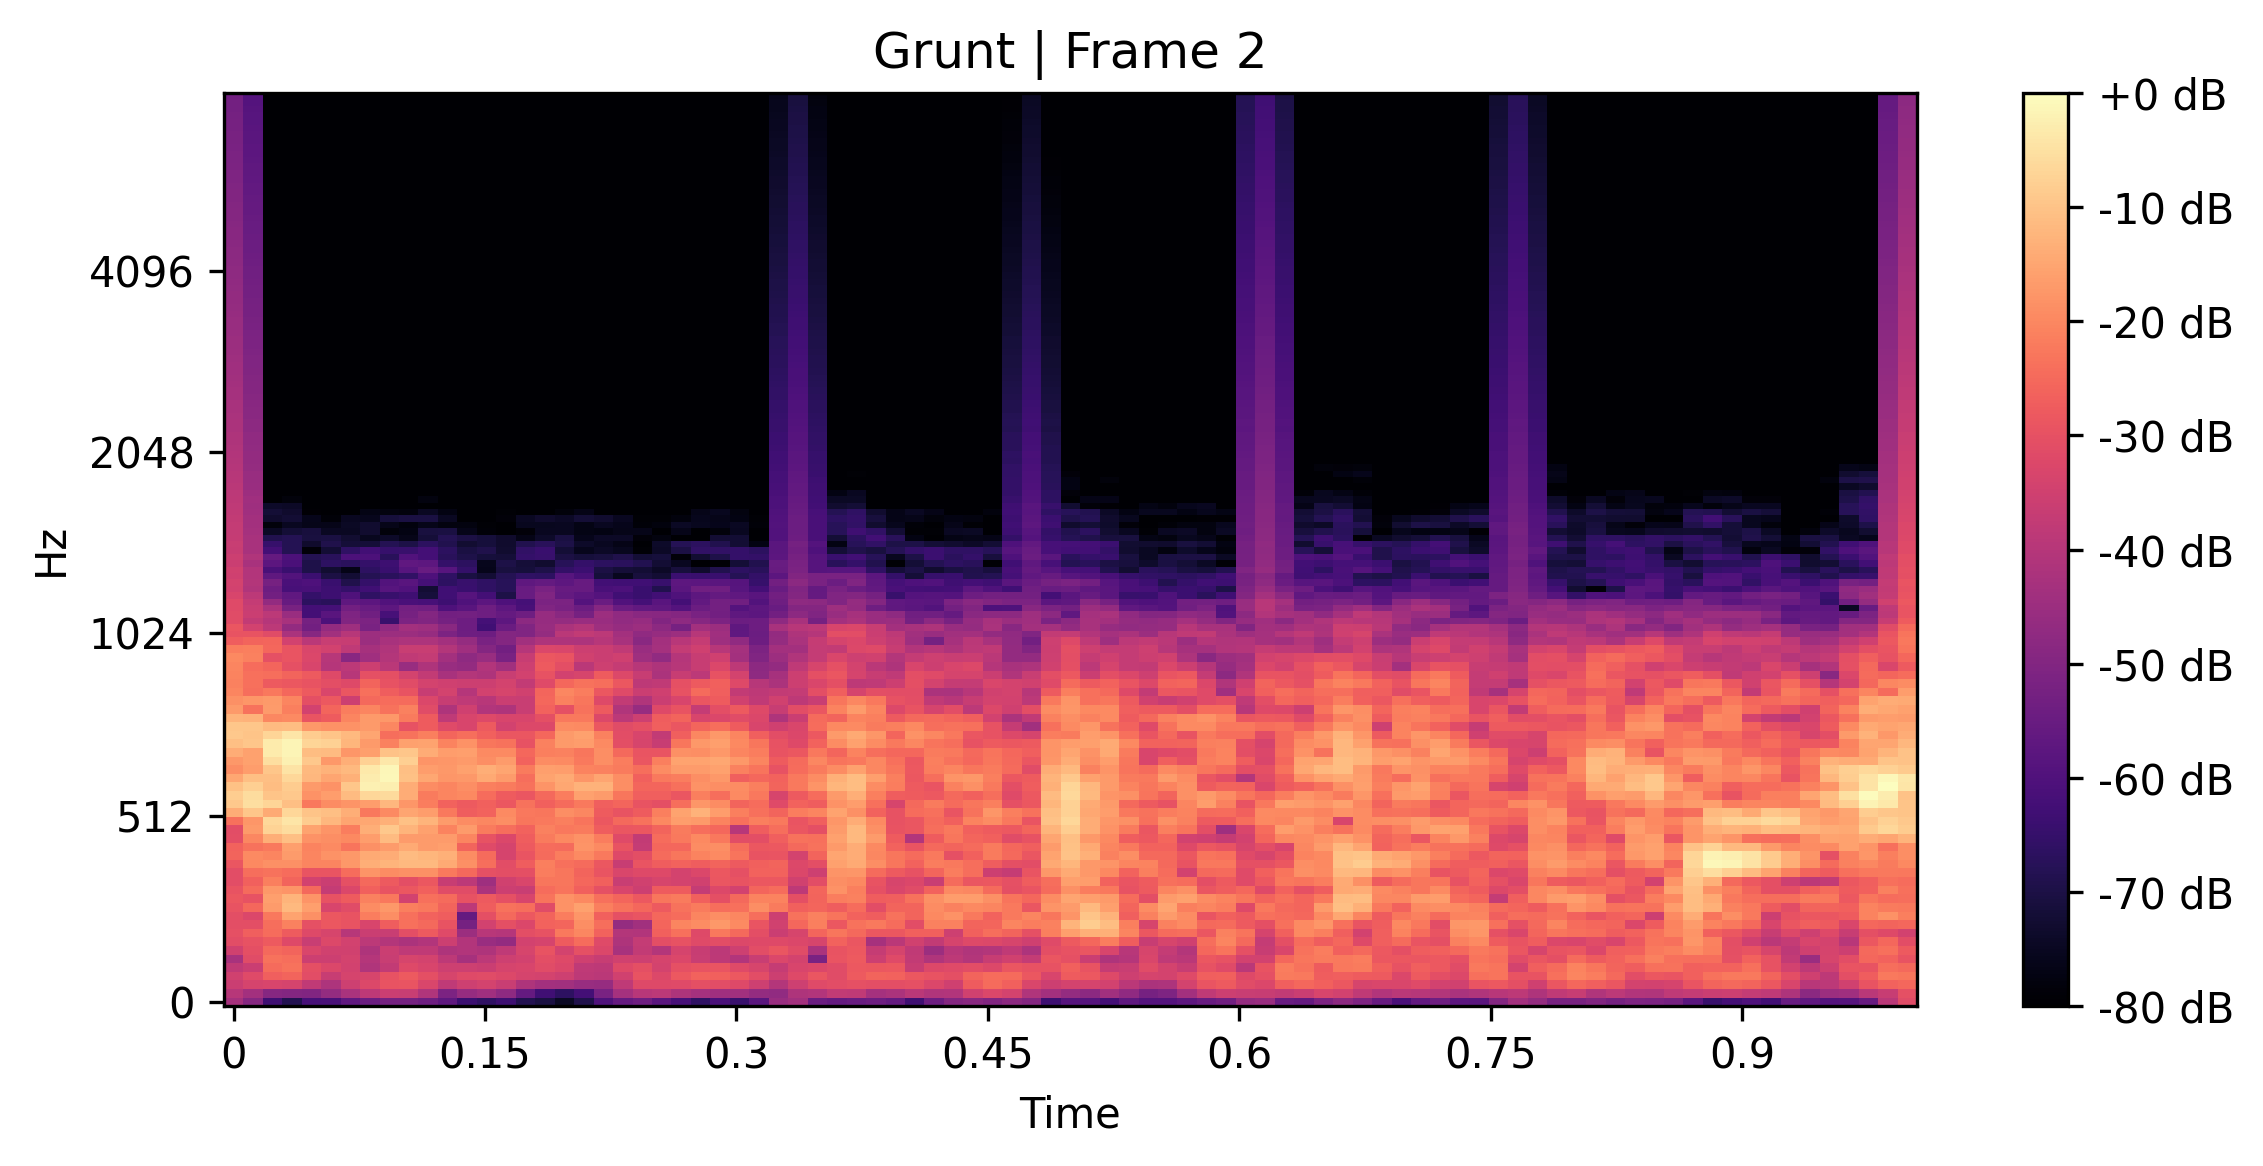 Grunt | Frame 2
+0 dB
-10 dB
-20 dB
-30 dB
-40 dB
-50 dB
-60 dB
-70 dB
-80 dB
4096
2048
1024
512
0
Hz
0 0.15 0.3 0.45 0.6 0.75 0.9
Time